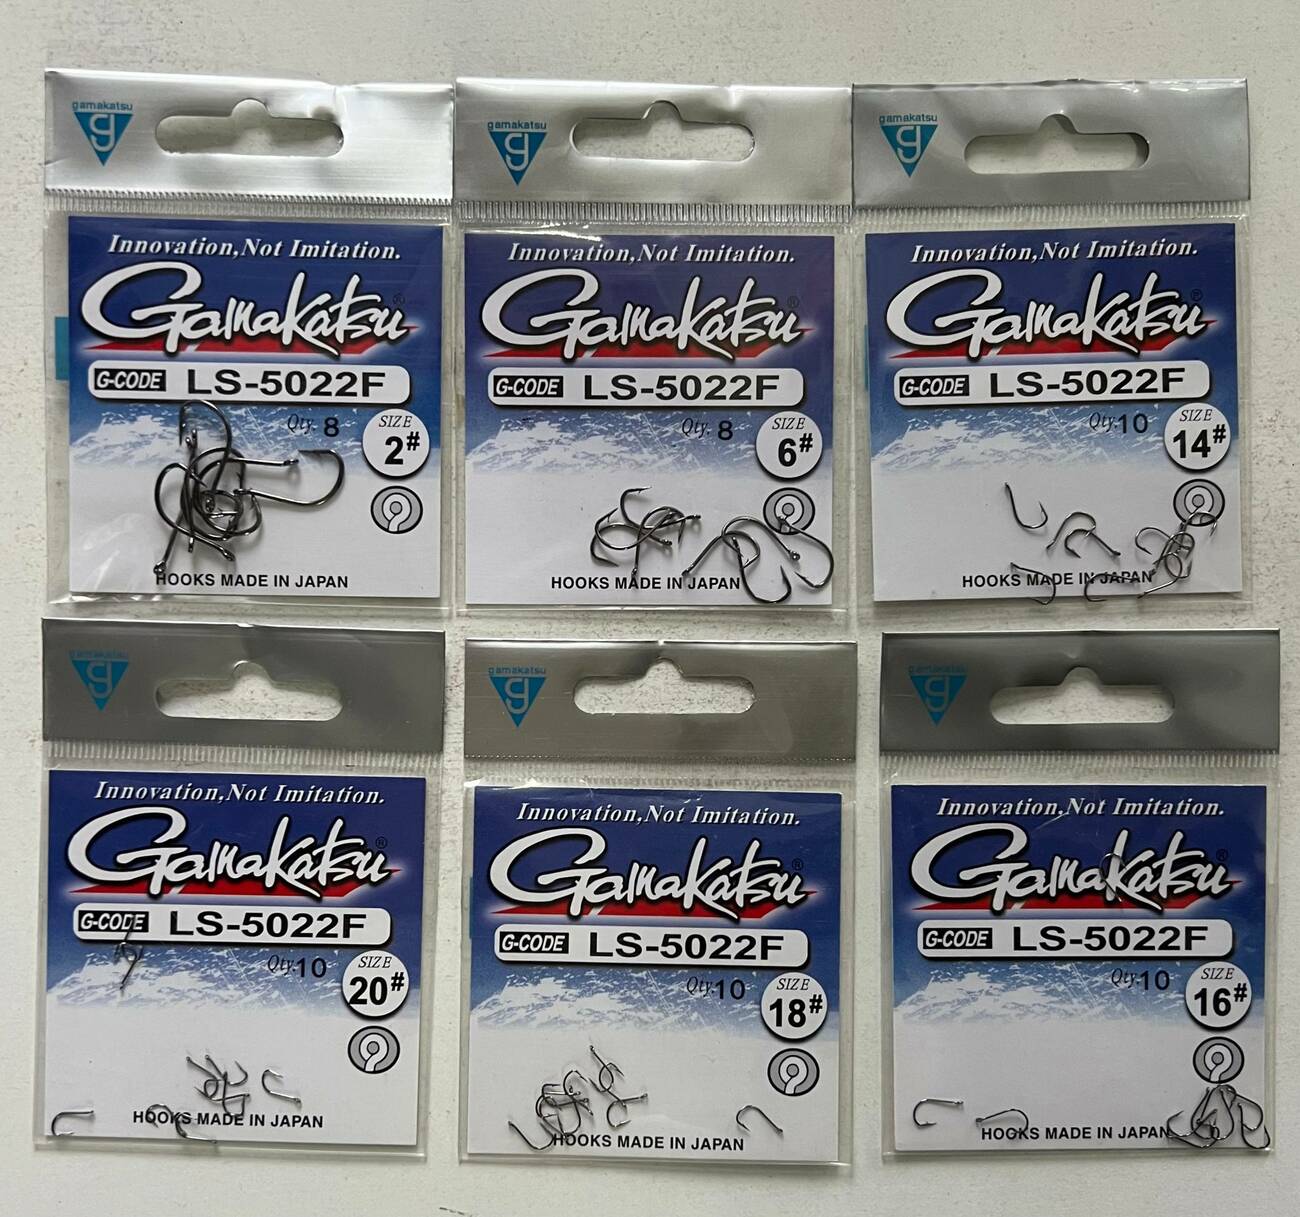 gamakatsu
Innovation,Not Imitation.
Gamakatsu®
G-CODE LS-5022F
Qty. 8
SIZE
2#
HOOKS MADE IN JAPAN
gamakatsu
Innovation,Not Imitation.
Gamakatsu®
G-CODE LS-5022F
Qty. 8
SIZE
6#
HOOKS MADE IN JAPAN
gamakatsu
Innovation,Not Imitation.
Gamakatsu®
G-CODE LS-5022F
Qty. 10
SIZE
14#
HOOKS MADE IN JAPAN
gamakatsu
Innovation,Not Imitation.
Gamakatsu®
G-CODE LS-5022F
Qty. 10
SIZE
20#
HOOKS MADE IN JAPAN
gamakatsu
Innovation,Not Imitation.
Gamakatsu®
G-CODE LS-5022F
Qty. 10
SIZE
18#
HOOKS MADE IN JAPAN
gamakatsu
Innovation,Not Imitation.
Gamakatsu
G-CODE LS-5022F
Qty. 10
SIZE
16#
HOOKS MADE IN JAPAN